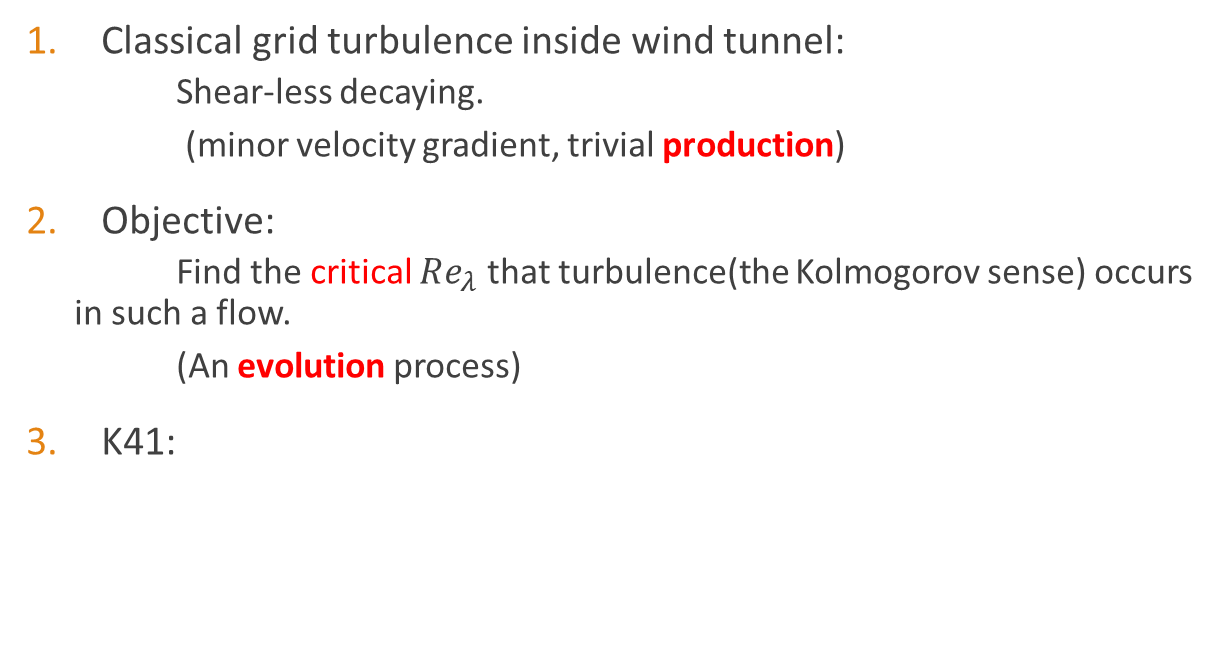 1. Classical grid turbulence inside wind tunnel:
Shear-less decaying.
(minor velocity gradient, trivial production)
2. Objective:
Find the critical Re_λ that turbulence(the Kolmogorov sense) occurs
in such a flow.
(An evolution process)
3. K41: